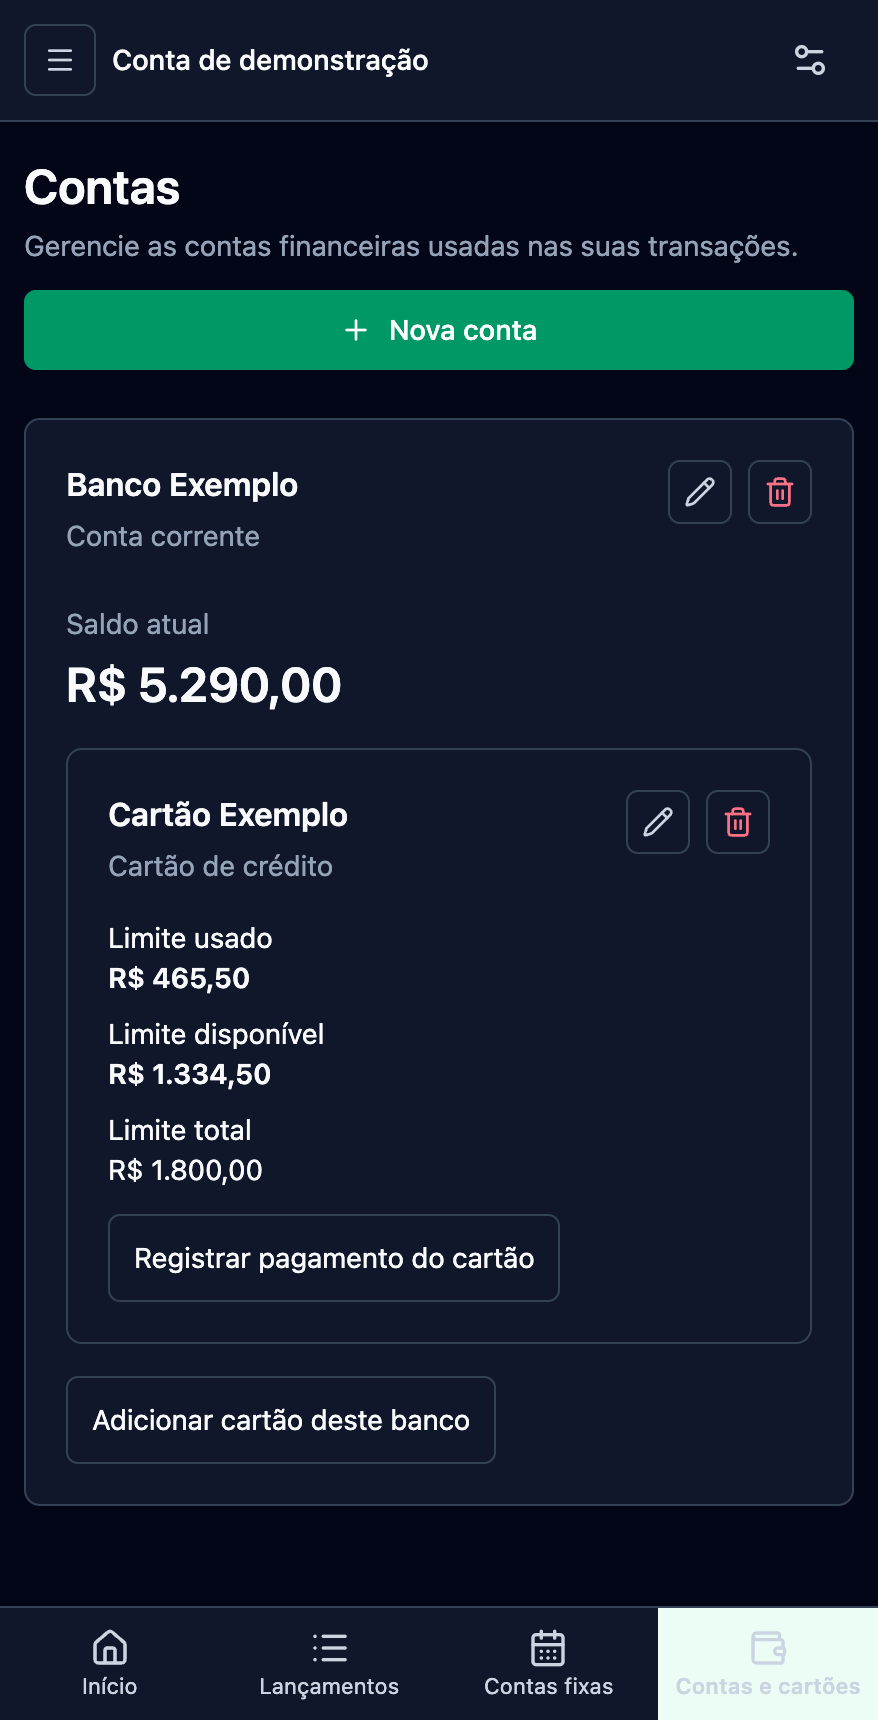 Conta de demonstração
Contas
Gerencie as contas financeiras usadas nas suas transações.
+ Nova conta
Banco Exemplo
Conta corrente
Saldo atual
R$ 5.290,00
Cartão Exemplo
Cartão de crédito
Limite usado
R$ 465,50
Limite disponível
R$ 1.334,50
Limite total
R$ 1.800,00
Registrar pagamento do cartão
Adicionar cartão deste banco
Início
Lançamentos
Contas fixas
Contas e cartões